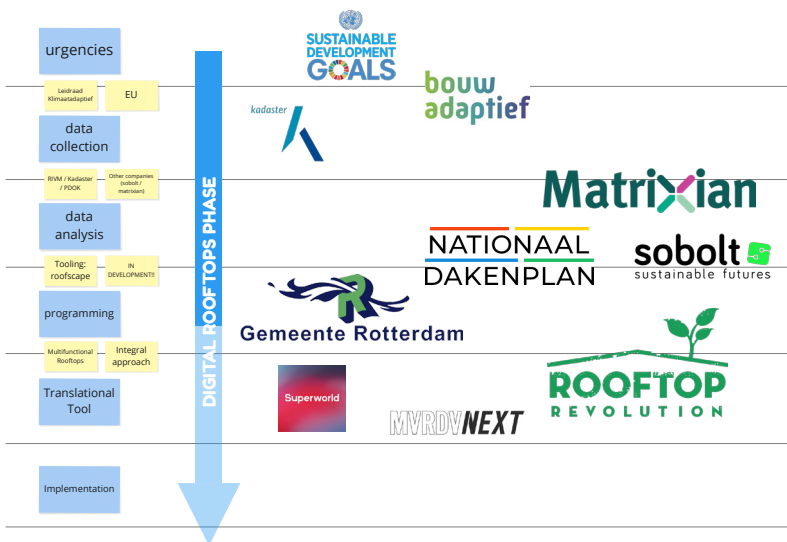 urgencies
Leidraad
Klimaatadaptief
EU
data
collection
RIVM / Kadaster
/ PDOK
Other companies
(sobolt /
matrixian)
data
analysis
Tooling:
roofscape
IN
DEVELOPMENT!!
programming
Multifunctional
Rooftops
Integral
approach
Translational
Tool
Implementation
DIGITAL ROOFTOPS PHASE
SUSTAINABLE
DEVELOPMENT
GOALS
bouw
adaptief
kadaster
Matrixian
NATIONAAL
DAKENPLAN
sobolt
sustainable futures
Gemeente Rotterdam
Superworld
MVRDVNEXT
ROOFTOP
REVOLUTION